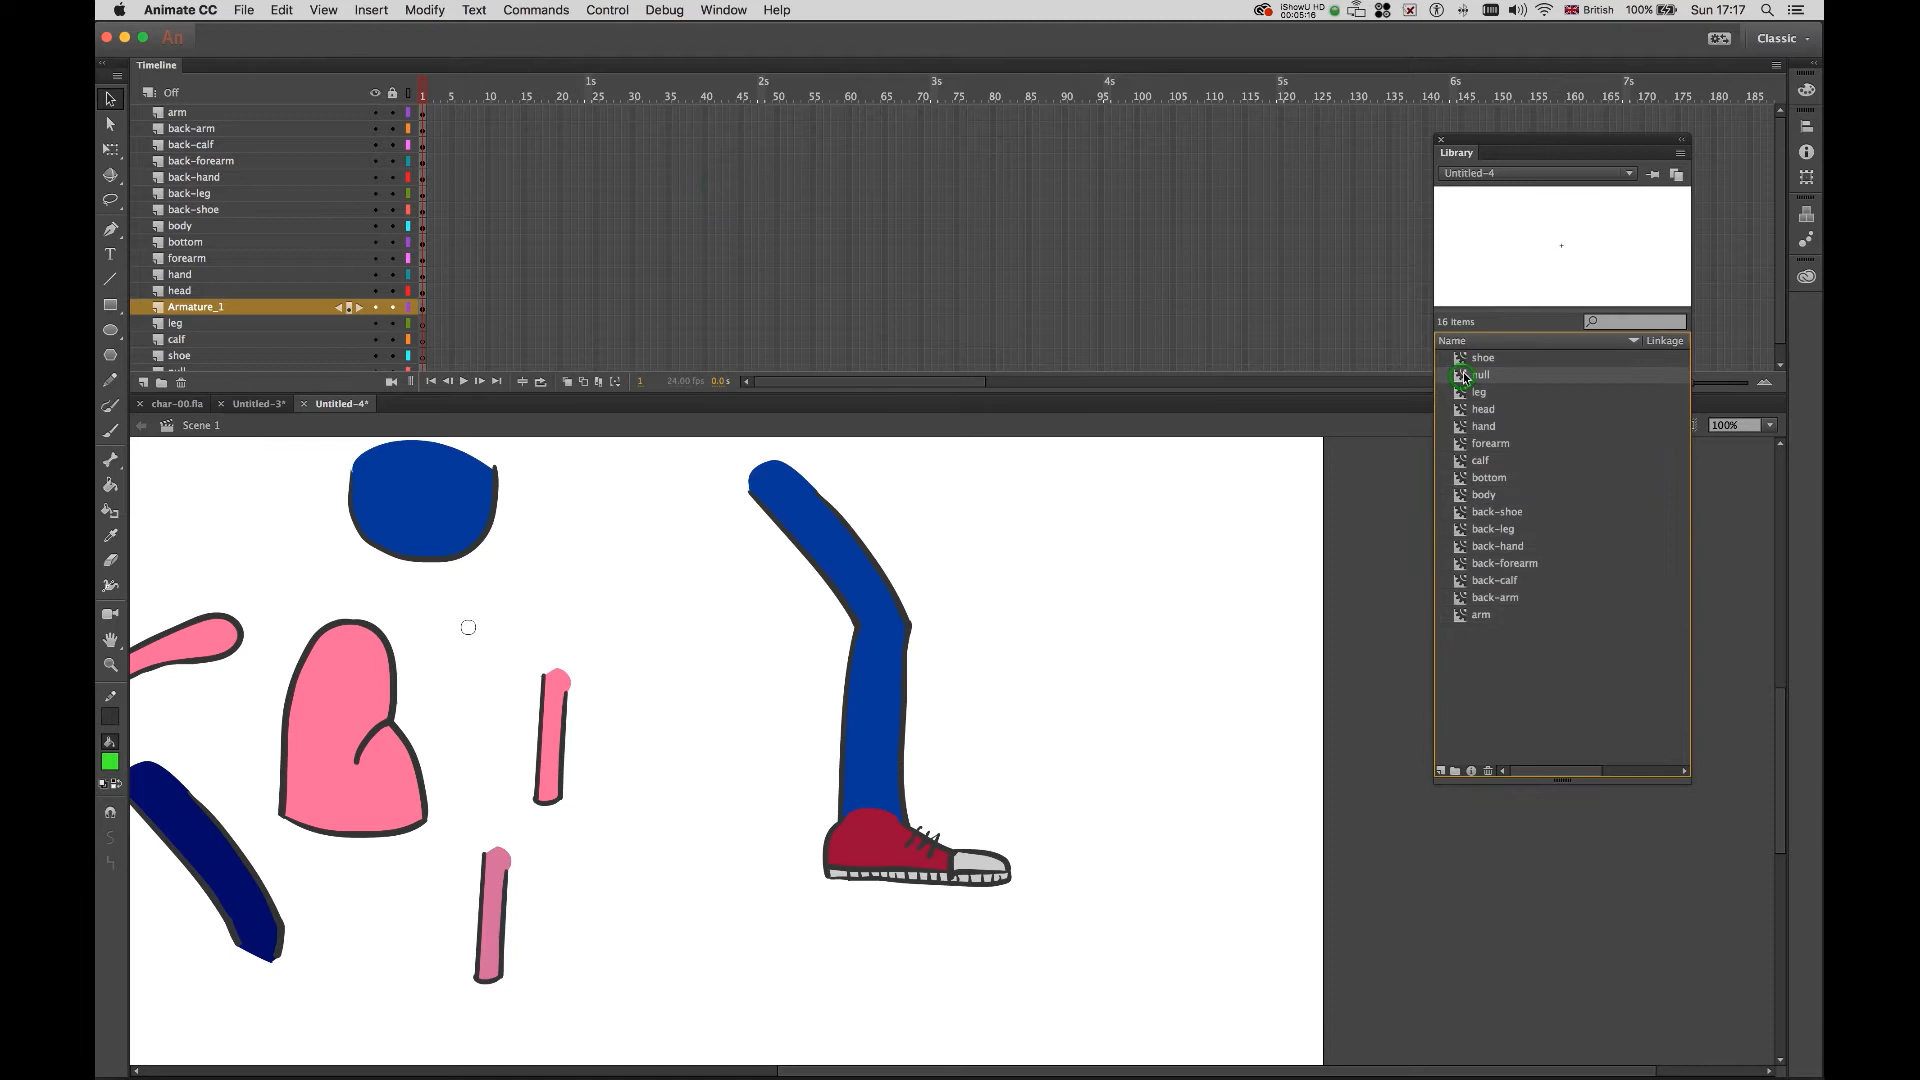 Animate CC File Edit View Insert Modify Text Commands Control Debug Window Help
iShowU HD
00:05:16
British 100% Sun 17:17
An
Classic
Timeline
Off
1s 2s 3s 4s 5s 6s 7s
1 5 10 15 20 25 30 35 40 45 50 55 60 65 70 75 80 85 90 95 100 105 110 115 120 125 130 135 140 145 150 155 160 165 170 175 180 185
arm
back-arm
back-calf
back-forearm
back-hand
back-leg
back-shoe
body
bottom
forearm
hand
head
Armature_1
leg
calf
shoe
1 24.00 fps 0.0 s
char-00.fla Untitled-3* Untitled-4*
Scene 1
100%
Library
Untitled-4
16 items
Name Linkage
shoe
null
leg
head
hand
forearm
calf
bottom
body
back-shoe
back-leg
back-hand
back-forearm
back-calf
back-arm
arm